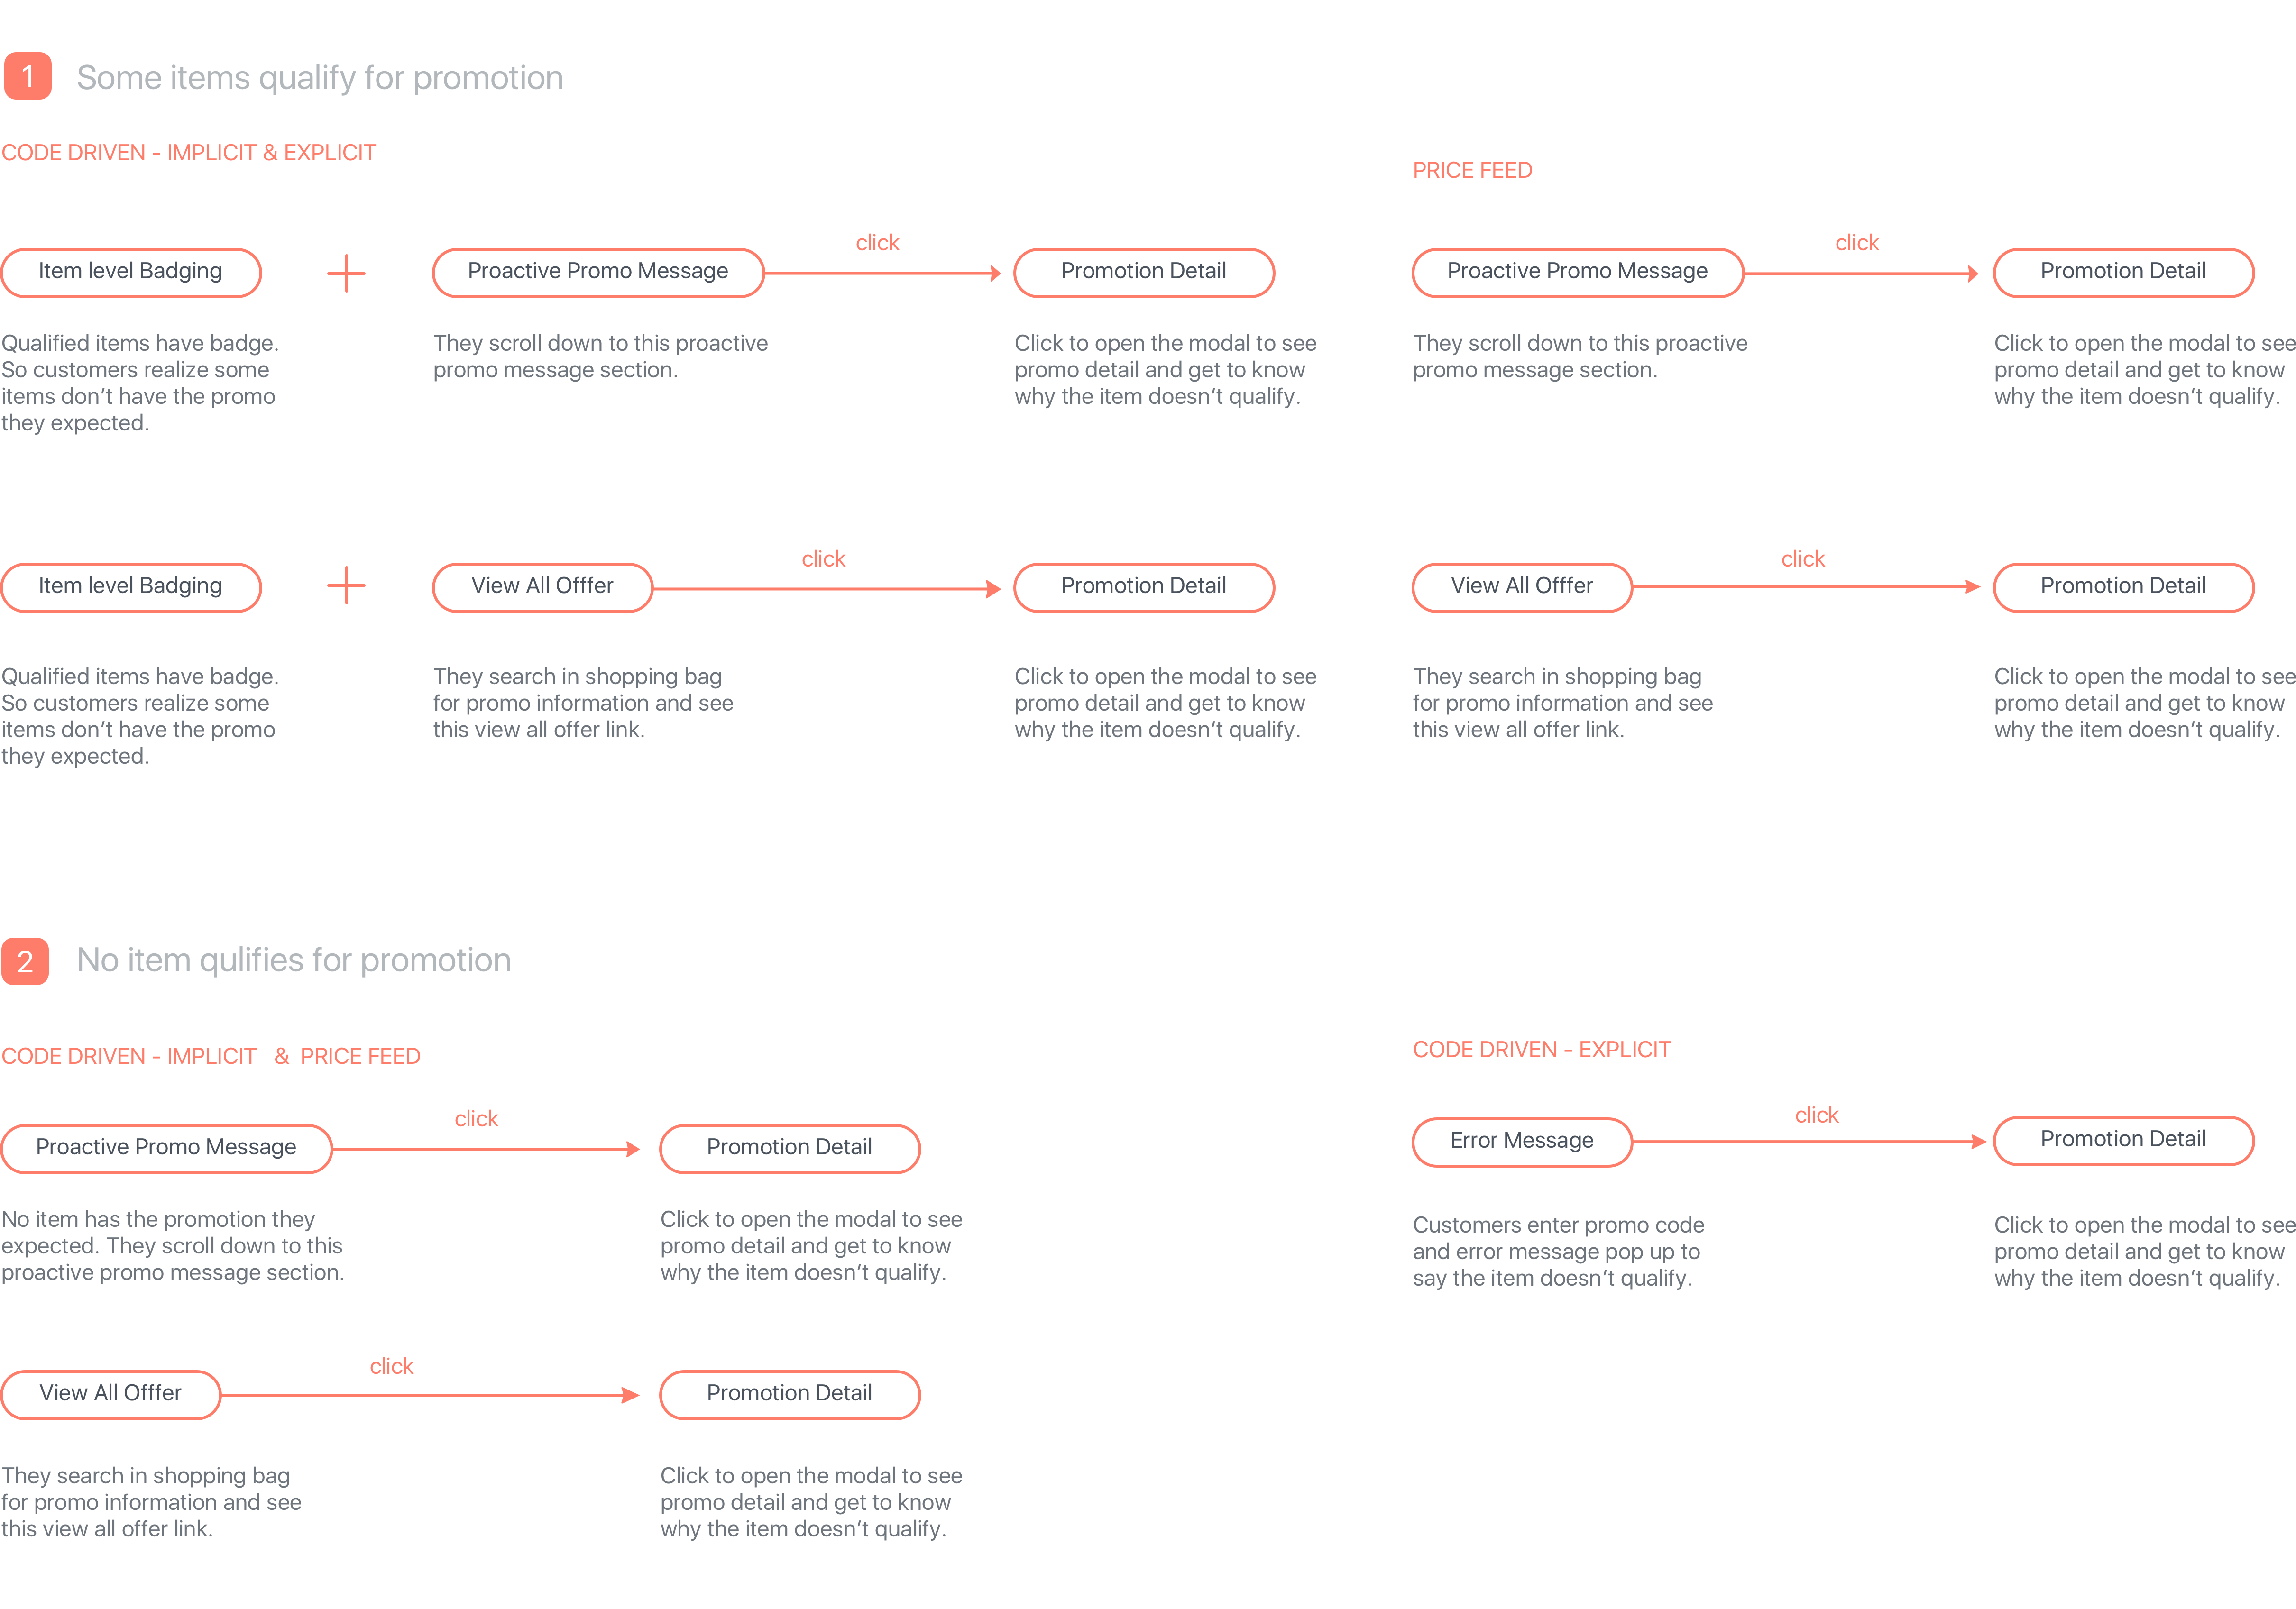 1
Some items qualify for promotion
CODE DRIVEN - IMPLICIT & EXPLICIT
PRICE FEED
Item level Badging
Proactive Promo Message
click
Promotion Detail
Proactive Promo Message
click
Promotion Detail
Qualified items have badge.
So customers realize some
items don’t have the promo
they expected.
They scroll down to this proactive
promo message section.
Click to open the modal to see
promo detail and get to know
why the item doesn’t qualify.
They scroll down to this proactive
promo message section.
Click to open the modal to see
promo detail and get to know
why the item doesn’t qualify.
Item level Badging
View All Offfer
click
Promotion Detail
View All Offfer
click
Promotion Detail
Qualified items have badge.
So customers realize some
items don’t have the promo
they expected.
They search in shopping bag
for promo information and see
this view all offer link.
Click to open the modal to see
promo detail and get to know
why the item doesn’t qualify.
They search in shopping bag
for promo information and see
this view all offer link.
Click to open the modal to see
promo detail and get to know
why the item doesn’t qualify.
2
No item qulifies for promotion
CODE DRIVEN - IMPLICIT & PRICE FEED
CODE DRIVEN - EXPLICIT
Proactive Promo Message
click
Promotion Detail
Error Message
click
Promotion Detail
No item has the promotion they
expected. They scroll down to this
proactive promo message section.
Click to open the modal to see
promo detail and get to know
why the item doesn’t qualify.
Customers enter promo code
and error message pop up to
say the item doesn’t qualify.
Click to open the modal to see
promo detail and get to know
why the item doesn’t qualify.
View All Offfer
click
Promotion Detail
They search in shopping bag
for promo information and see
this view all offer link.
Click to open the modal to see
promo detail and get to know
why the item doesn’t qualify.